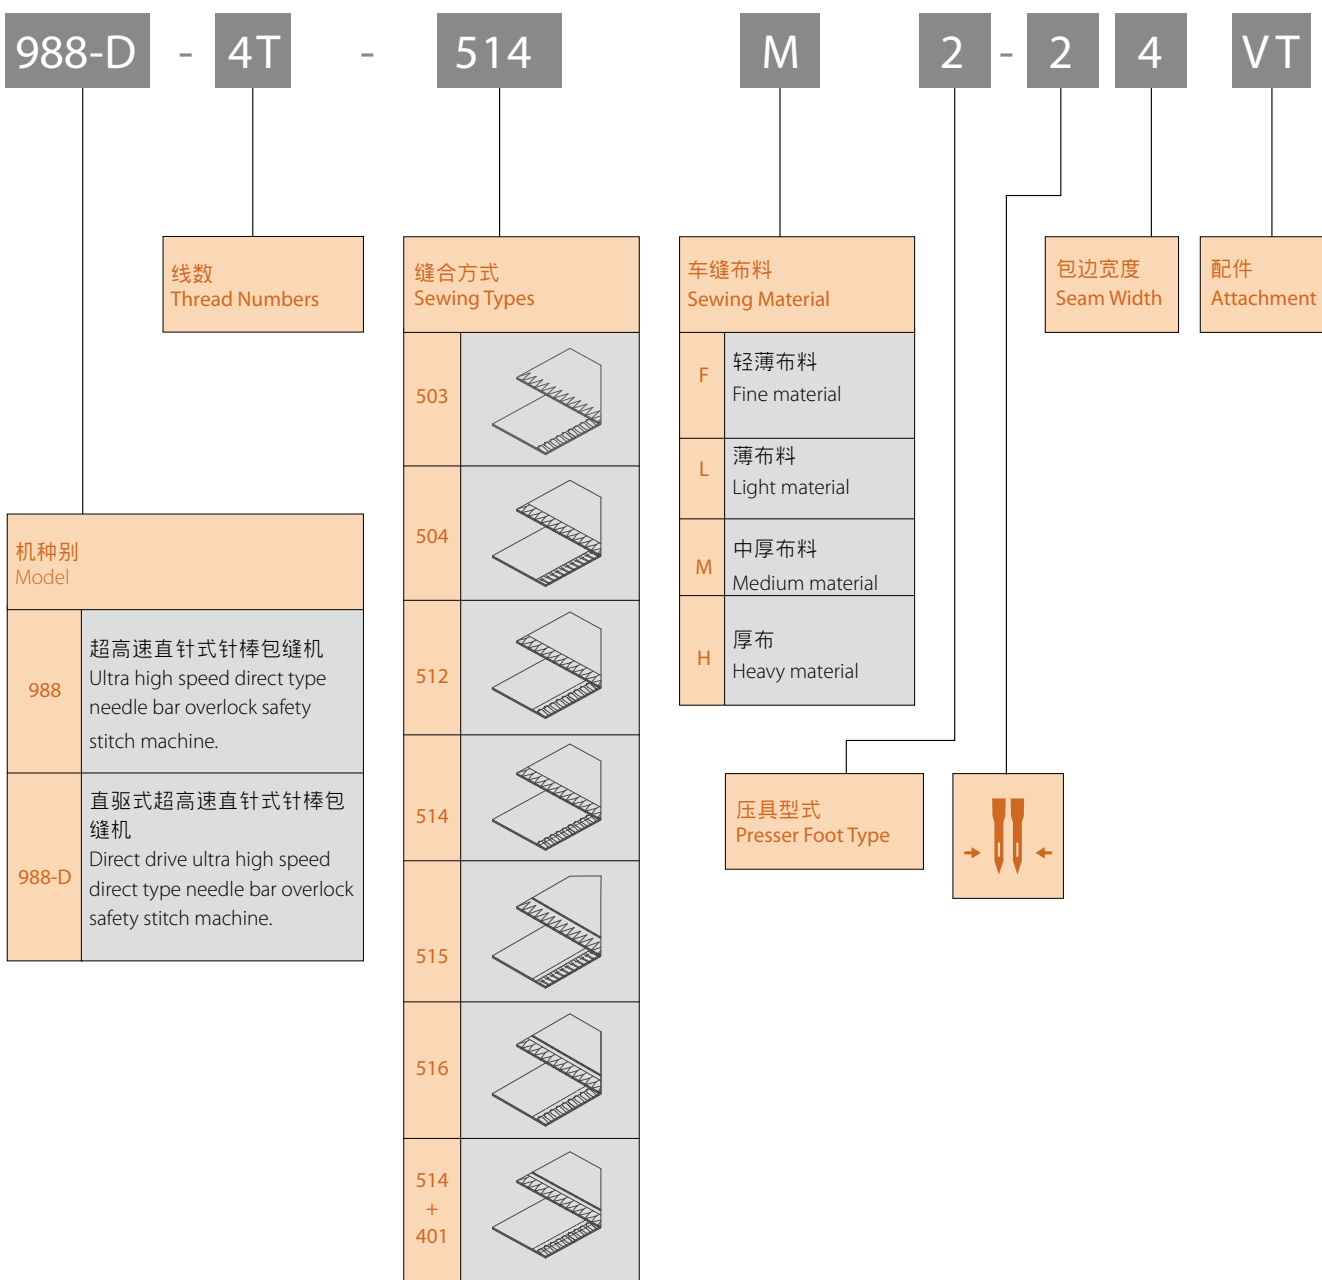 988-D - 4T - 514 M 2 - 2 4 VT
线数
Thread Numbers
缝合方式
Sewing Types
503
504
512
514
515
516
514
+
401
车缝布料
Sewing Material
F
轻薄布料
Fine material
L
薄布料
Light material
M
中厚布料
Medium material
H
厚布
Heavy material
包边宽度
Seam Width
配件
Attachment
机种别
Model
988
超高速直针式针棒包缝机
Ultra high speed direct type
needle bar overlock safety
stitch machine.
988-D
直驱式超高速直针式针棒包
缝机
Direct drive ultra high speed
direct type needle bar overlock
safety stitch machine.
压具型式
Presser Foot Type